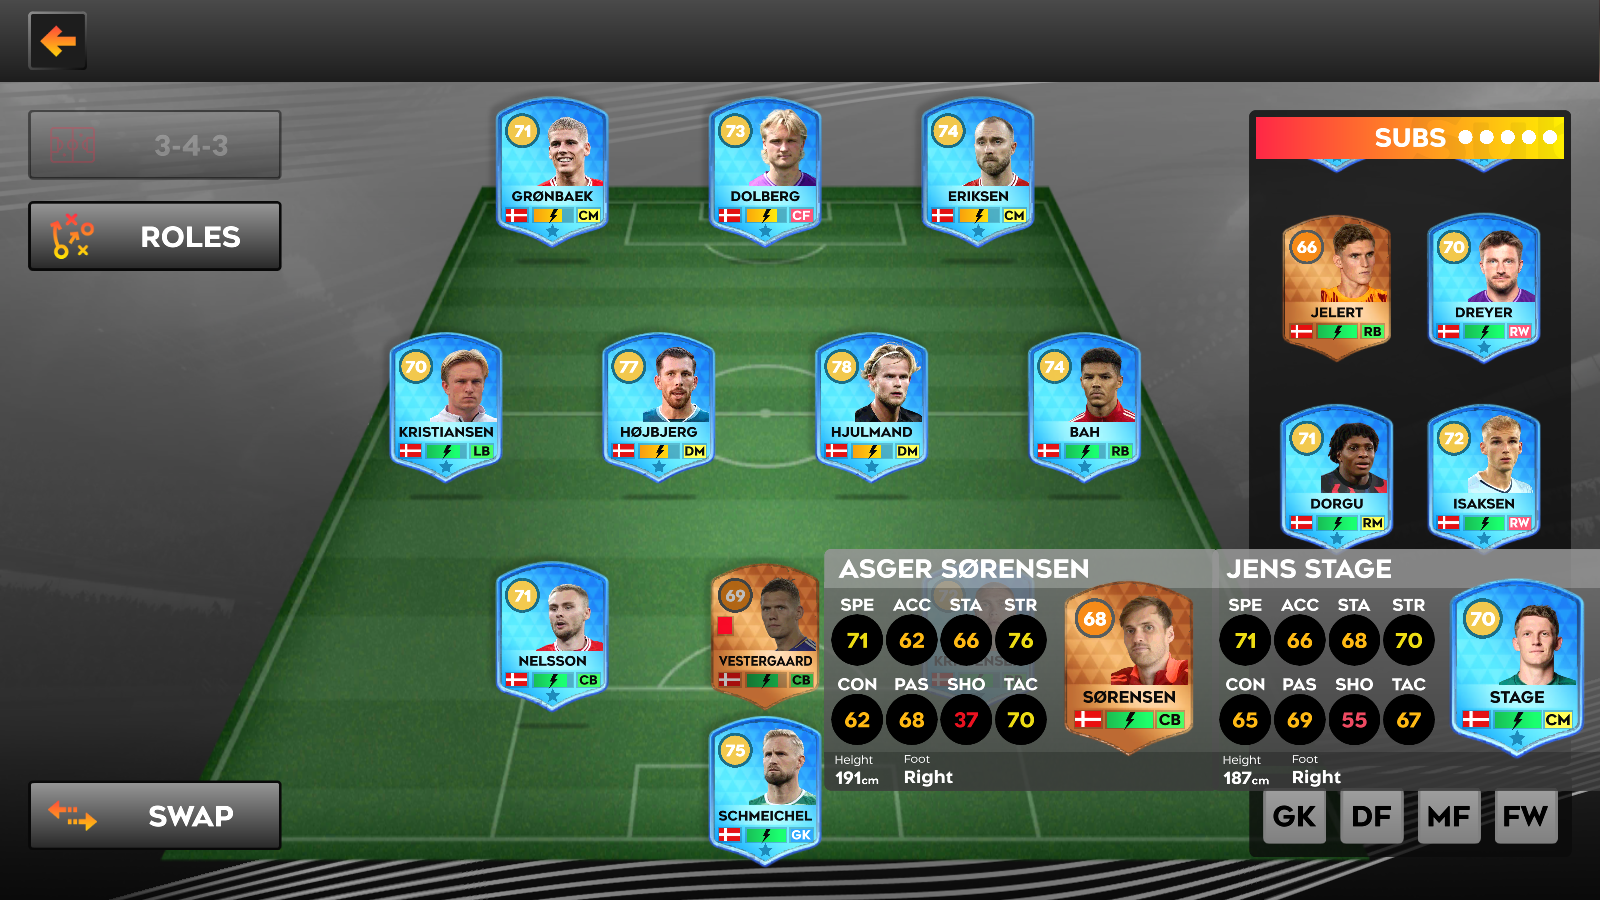 3-4-3
ROLES
SWAP
71
GRØNBAEK
CM
73
DOLBERG
CF
74
ERIKSEN
CM
70
KRISTIANSEN
LB
77
HØJBJERG
DM
78
HJULMAND
DM
74
BAH
RB
71
NELSSON
CB
69
VESTERGAARD
CB
75
SCHMEICHEL
GK
SUBS
66
JELERT
RB
70
DREYER
RW
71
DORGU
RM
72
ISAKSEN
RW
ASGER SØRENSEN
SPE ACC STA STR
71 62 66 76
CON PAS SHO TAC
62 68 37 70
Height Foot
191cm Right
68
SØRENSEN
CB
JENS STAGE
SPE ACC STA STR
71 66 68 70
CON PAS SHO TAC
65 69 55 67
Height Foot
187cm Right
70
STAGE
CM
GK DF MF FW